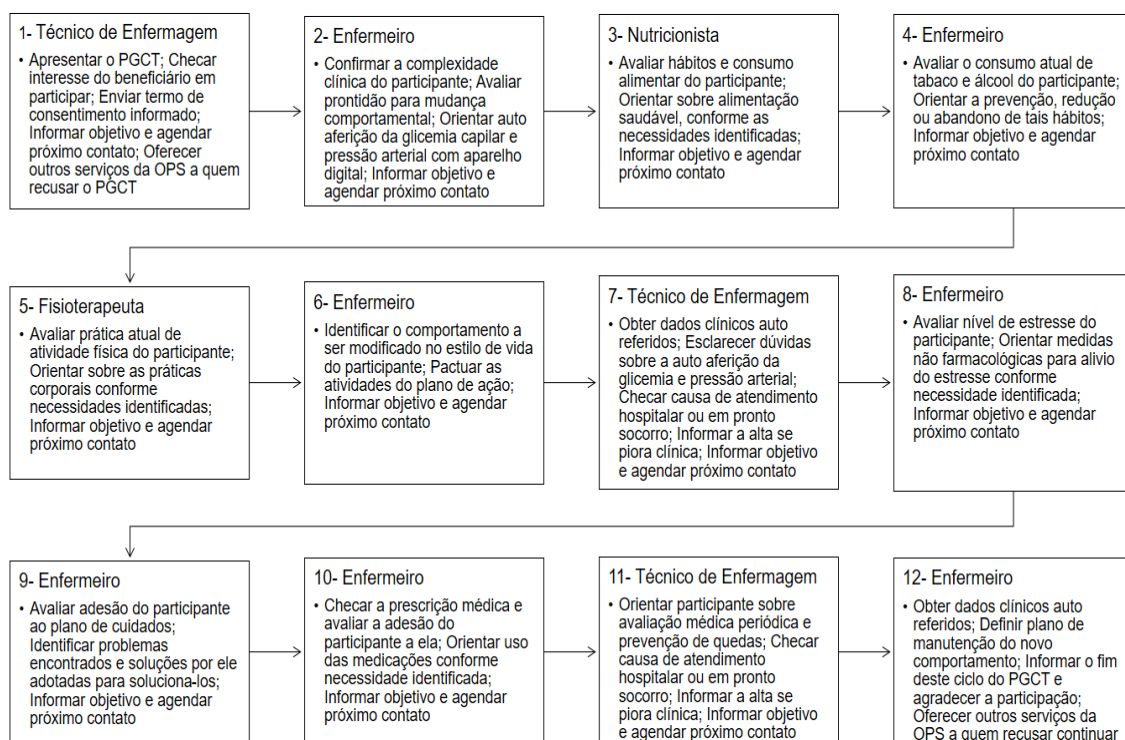 1- Técnico de Enfermagem
• Apresentar o PGCT; Checar
interesse do beneficiário em
participar; Enviar termo de
consentimento informado;
Informar objetivo e agendar
próximo contato; Oferecer
outros serviços da OPS a quem
recusar o PGCT
2- Enfermeiro
• Confirmar a complexidade
clínica do participante; Avaliar
prontidão para mudança
comportamental; Orientar auto
aferição da glicemia capilar e
pressão arterial com aparelho
digital; Informar objetivo e
agendar próximo contato
3- Nutricionista
• Avaliar hábitos e consumo
alimentar do participante;
Orientar sobre alimentação
saudável, conforme as
necessidades identificadas;
Informar objetivo e agendar
próximo contato
4- Enfermeiro
• Avaliar o consumo atual de
tabaco e álcool do participante;
Orientar a prevenção, redução
ou abandono de tais hábitos;
Informar objetivo e agendar
próximo contato
5- Fisioterapeuta
• Avaliar prática atual de
atividade física do participante;
Orientar sobre as práticas
corporais conforme
necessidades identificadas;
Informar objetivo e agendar
próximo contato
6- Enfermeiro
• Identificar o comportamento a
ser modificado no estilo de vida
do participante; Pactuar as
atividades do plano de ação;
Informar objetivo e agendar
próximo contato
7- Técnico de Enfermagem
• Obter dados clínicos auto
referidos; Esclarecer dúvidas
sobre a auto aferição da
glicemia e pressão arterial;
Checar causa de atendimento
hospitalar ou em pronto
socorro; Informar a alta se
piora clínica; Informar objetivo
e agendar próximo contato
8- Enfermeiro
• Avaliar nível de estresse do
participante; Orientar medidas
não farmacológicas para alivio
do estresse conforme
necessidade identificada;
Informar objetivo e agendar
próximo contato
9- Enfermeiro
• Avaliar adesão do participante
ao plano de cuidados;
Identificar problemas
encontrados e soluções por ele
adotadas para soluciona-los;
Informar objetivo e agendar
próximo contato
10- Enfermeiro
• Checar a prescrição médica e
avaliar a adesão do
participante a ela; Orientar uso
das medicações conforme
necessidade identificada;
Informar objetivo e agendar
próximo contato
11- Técnico de Enfermagem
• Orientar participante sobre
avaliação médica periódica e
prevenção de quedas; Checar
causa de atendimento
hospitalar ou em pronto
socorro; Informar a alta se
piora clínica; Informar objetivo
e agendar próximo contato
12- Enfermeiro
• Obter dados clínicos auto
referidos; Definir plano de
manutenção do novo
comportamento; Informar o fim
deste ciclo do PGCT e
agradecer a participação;
Oferecer outros serviços da
OPS a quem recusar continuar